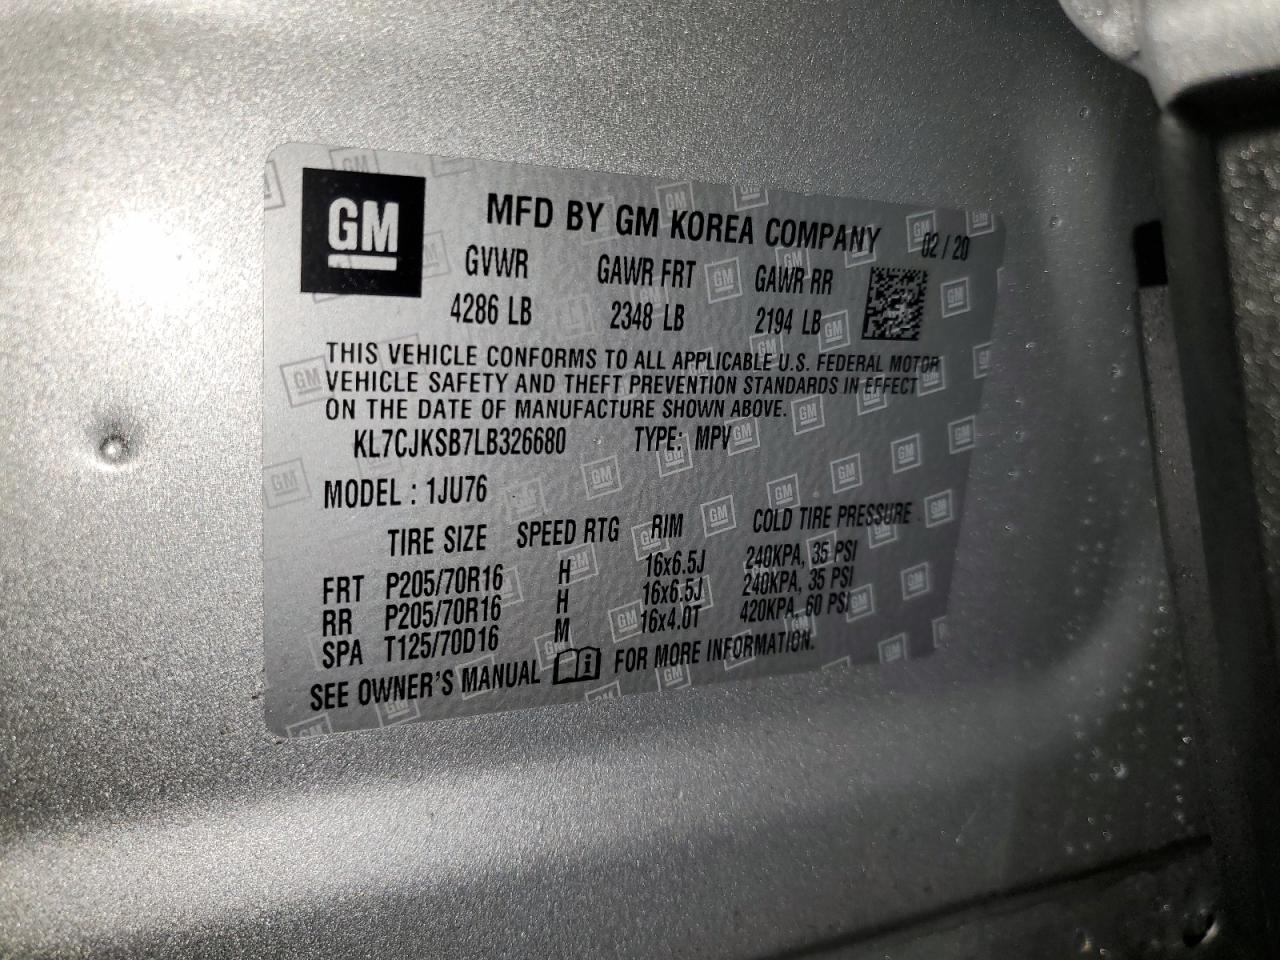 GM
MFD BY GM KOREA COMPANY 02 / 20
GVWR GAWR FRT GAWR RR
4286 LB 2348 LB 2194 LB
THIS VEHICLE CONFORMS TO ALL APPLICABLE U.S. FEDERAL MOTOR
VEHICLE SAFETY AND THEFT PREVENTION STANDARDS IN EFFECT
ON THE DATE OF MANUFACTURE SHOWN ABOVE.
KL7CJKSB7LB326680 TYPE: MPV
MODEL : 1JU76
TIRE SIZE SPEED RTG RIM COLD TIRE PRESSURE
FRT P205/70R16 H 16x6.5J 240KPA, 35 PSI
RR P205/70R16 H 16x6.5J 240KPA, 35 PSI
SPA T125/70D16 M 16x4.0T 420KPA, 60 PSI
SEE OWNER'S MANUAL i FOR MORE INFORMATION.